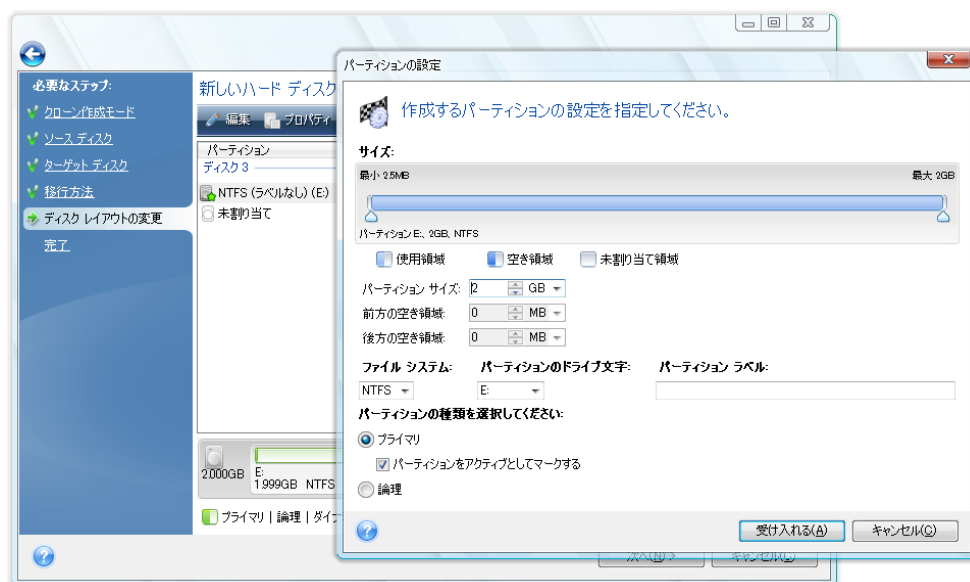 必要なステップ:
クローン作成モード
ソース ディスク
ターゲット ディスク
移行方法
ディスク レイアウトの変更
完了
新しいハード ディスク
編集 プロパティ
パーティション
ディスク 3
NTFS (ラベルなし) (E:)
未割り当て
2.000GB
E:
1.999GB NTFS
プライマリ | 論理 | ダイ
次へ(N) > キャンセル(C)
パーティションの設定
作成するパーティションの設定を指定してください。
サイズ:
最小 2.5MB 最大 2GB
パーティション E:、2GB、NTFS
使用領域 空き領域 未割り当て領域
パーティション サイズ: 2 GB
前方の空き領域: 0 MB
後方の空き領域: 0 MB
ファイル システム: パーティションのドライブ文字: パーティション ラベル:
NTFS E:
パーティションの種類を選択してください:
プライマリ
パーティションをアクティブとしてマークする
論理
受け入れる(A) キャンセル(C)